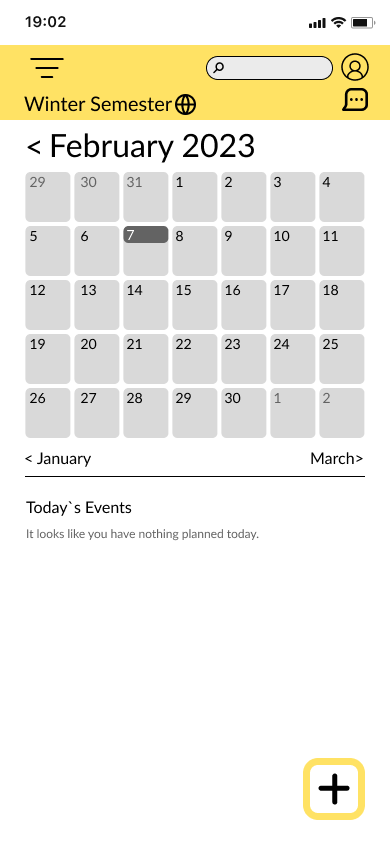 19:02
Winter Semester
< February 2023
29 30 31 1 2 3 4
5 6 7 8 9 10 11
12 13 14 15 16 17 18
19 20 21 22 23 24 25
26 27 28 29 30 1 2
< January March>
Today`s Events
It looks like you have nothing planned today.